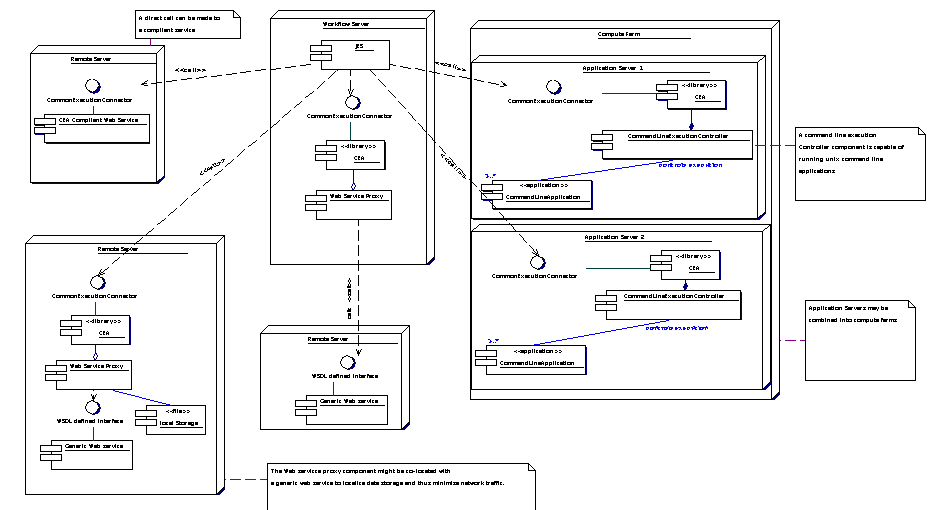 A direct call can be made to
a compliant service
Remote Server
CommonExecutionConnector
CEA Compliant Web Service
<<call>>
Workflow Server
JES
CommonExecutionConnector
<<library>>
CEA
Web Service Proxy
<<call>>
<<call>>
<<call>>
Compute Farm
Application Server 1
CommonExecutionConnector
<<library>>
CEA
CommandLineExecutionController
controls execution
1..*
<<application>>
CommandLineApplication
A command line execution
Controller component is capable of
running unix command line
applications
Application Server 2
CommonExecutionConnector
<<library>>
CEA
CommandLineExecutionController
controls execution
1..*
<<application>>
CommandLineApplication
Application Servers may be
combined into compute farms
Remote Server
CommonExecutionConnector
<<library>>
CEA
Web Service Proxy
WSDL defined interface
<<file>>
local Storage
Generic Web service
calls <<call>>
Remote Server
WSDL defined interface
Generic Web service
The Web service proxy component might be co-located with
a generic web service to localize data storage and thus minimize network traffic.